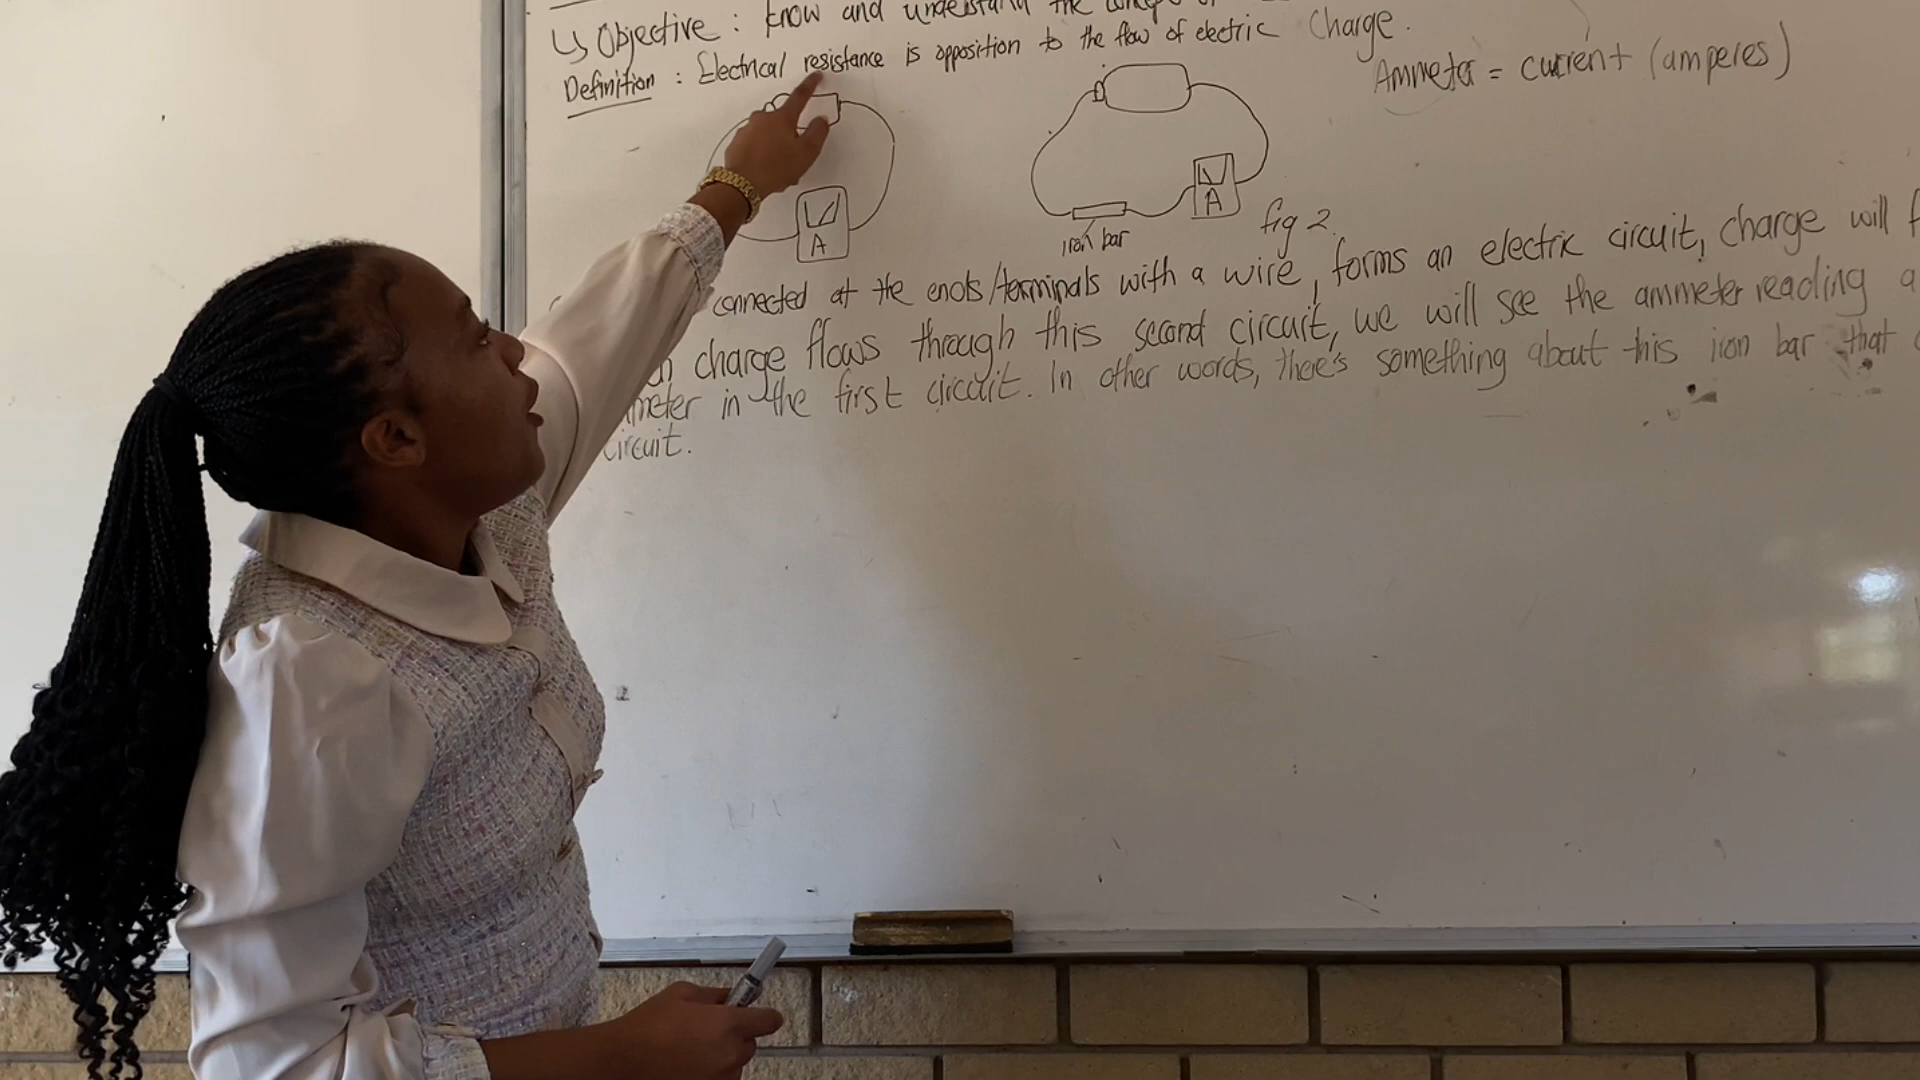 ↳ Objective : know and understand the concept of
Definition : Electrical resistance is opposition to the flow of electric charge.
Ammeter = current (amperes)
A
A
iron bar
fig 2.
connected at the ends/terminals with a wire, forms an electric circuit, charge will
charge flows through this second circuit, we will see the ammeter reading
in the first circuit. In other words, there's something about this iron bar that
circuit.